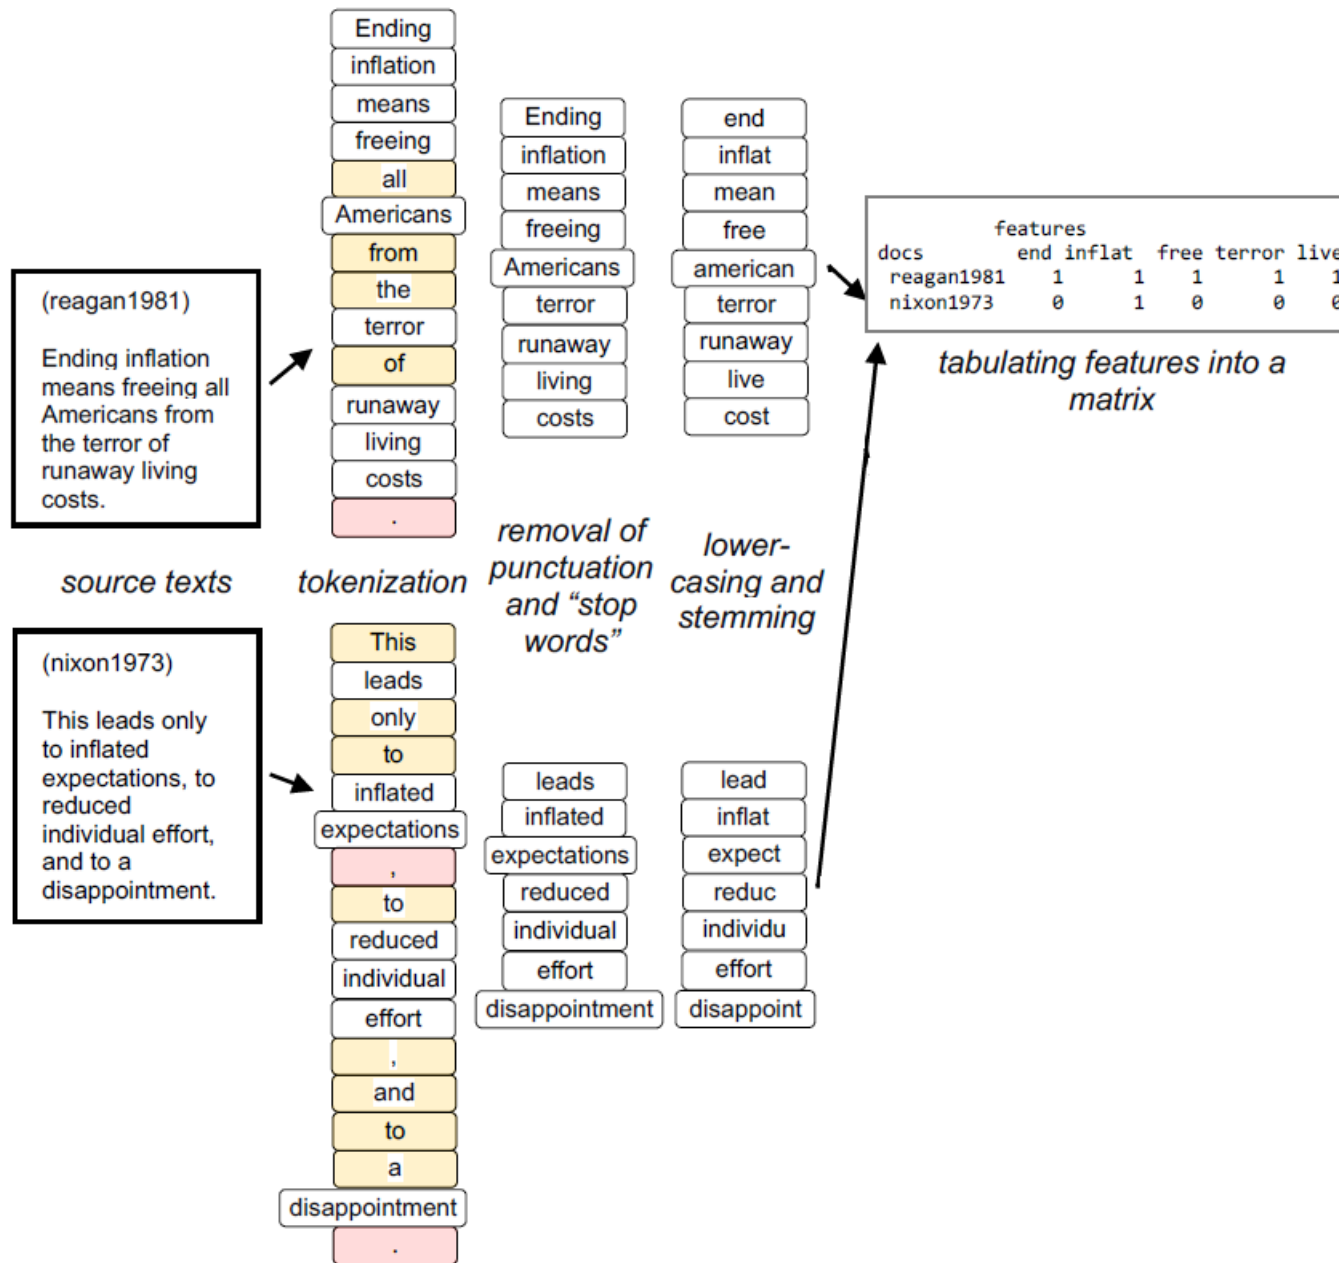 (reagan1981)
Ending inflation
means freeing all
Americans from
the terror of
runaway living
costs.
source texts
(nixon1973)
This leads only
to inflated
expectations, to
reduced
individual effort,
and to a
disappointment.
Ending
inflation
means
freeing
all
Americans
from
the
terror
of
runaway
living
costs
.
tokenization
This
leads
only
to
inflated
expectations
,
to
reduced
individual
effort
,
and
to
a
disappointment
.
Ending
inflation
means
freeing
Americans
terror
runaway
living
costs
removal of
punctuation
and “stop
words”
leads
inflated
expectations
reduced
individual
effort
disappointment
end
inflat
mean
free
american
terror
runaway
live
cost
lower-
casing and
stemming
lead
inflat
expect
reduc
individu
effort
disappoint
features
docs end inflat free terror live
reagan1981 1 1 1 1 1
nixon1973 0 1 0 0 0
tabulating features into a
matrix